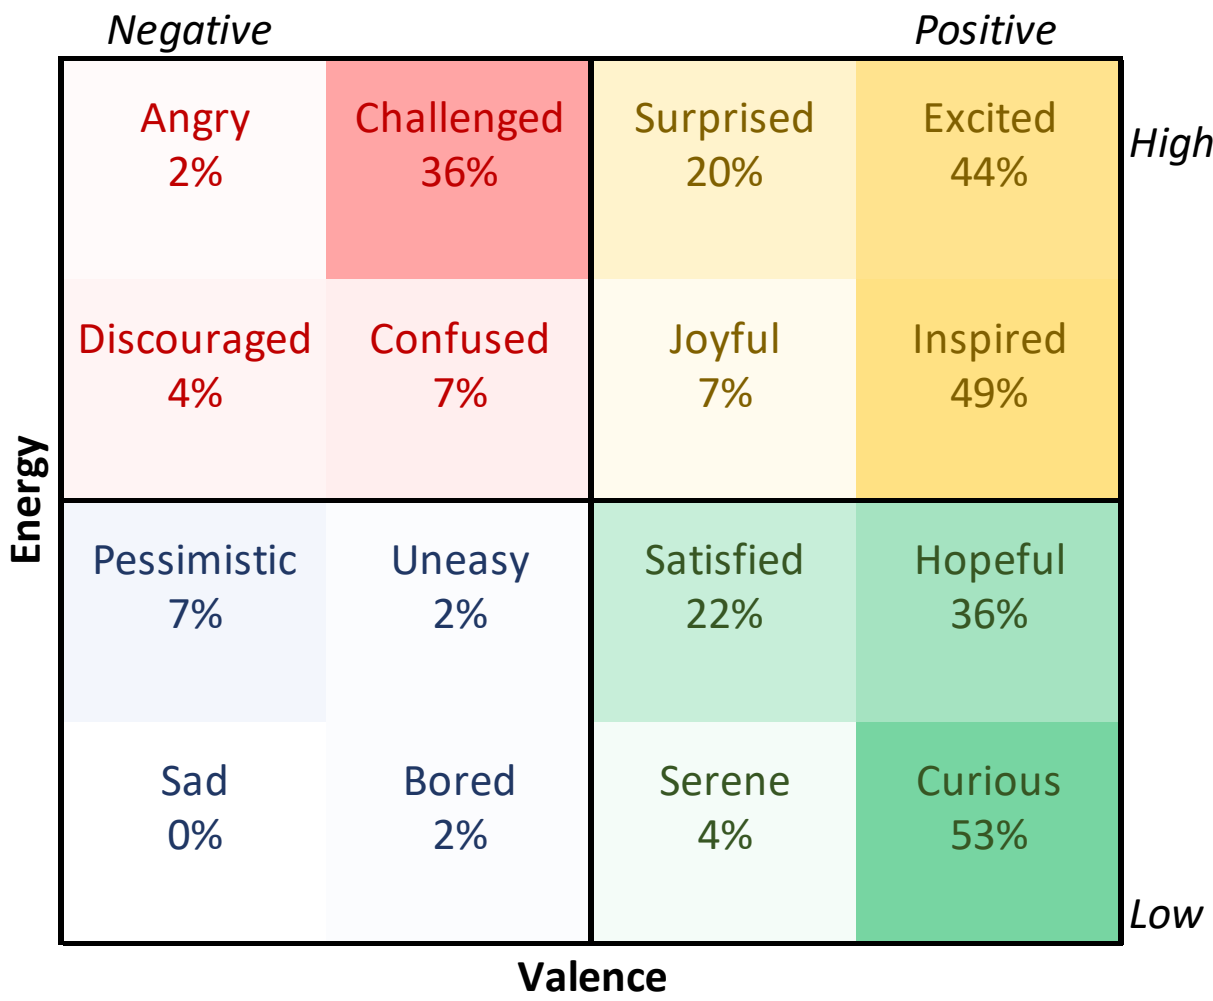 Negative
Positive
Angry
2%
Challenged
36%
Surprised
20%
Excited
44%
High
Discouraged
4%
Confused
7%
Joyful
7%
Inspired
49%
Energy
Pessimistic
7%
Uneasy
2%
Satisfied
22%
Hopeful
36%
Sad
0%
Bored
2%
Serene
4%
Curious
53%
Low
Valence